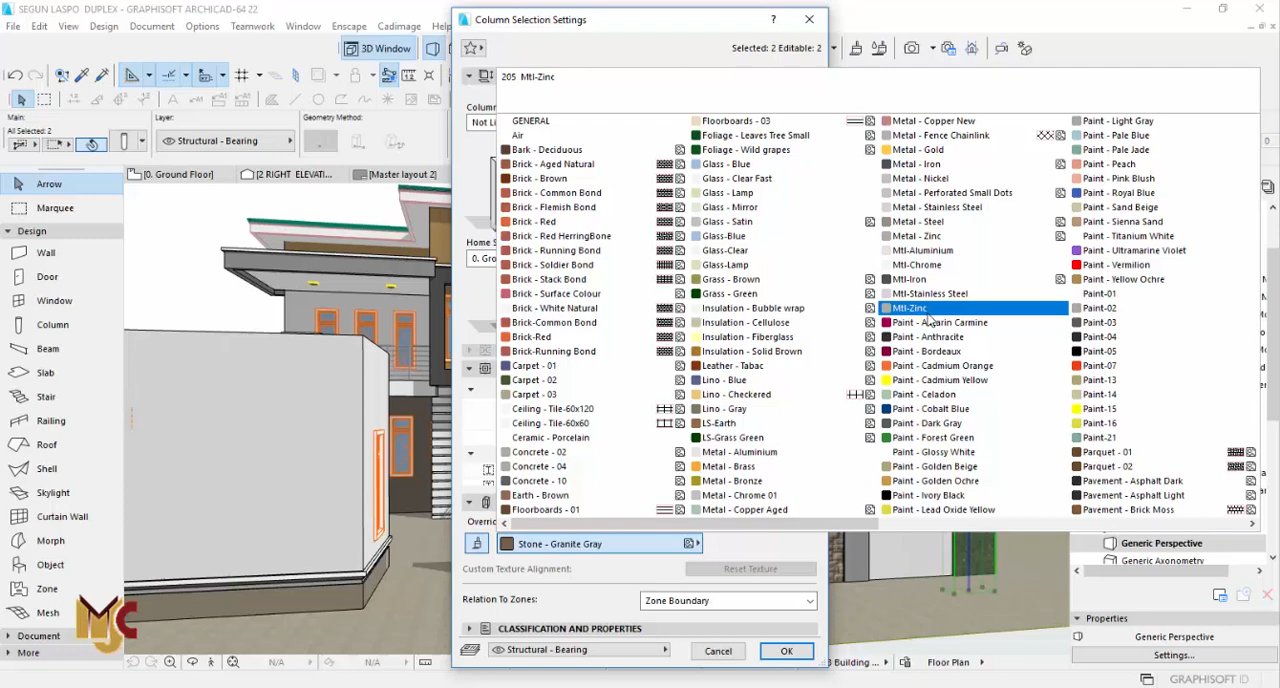 SEGUN LASPO DUPLEX - GRAPHISOFT ARCHICAD-64 22
File Edit View Design Document Options Teamwork Window Enscape Cadimage Help
3D Window
Main:
All Selected: 2
Layer:
Structural - Bearing
Geometry Method:
[0. Ground Floor]
[2 RIGHT ELEVATI...
[Master layout 2]
Arrow
Marquee
Design
Wall
Door
Window
Column
Beam
Slab
Stair
Railing
Roof
Shell
Skylight
Curtain Wall
Morph
Object
Zone
Mesh
Document
More
MJC
N/A
N/A
Column Selection Settings
?
Selected: 2 Editable: 2
Column
Not Li
Home S
0. Gro
Overri
205 Mtl-Zinc
GENERAL
Air
Bark - Deciduous
Brick - Aged Natural
Brick - Brown
Brick - Common Bond
Brick - Flemish Bond
Brick - Red
Brick - Red HerringBone
Brick - Running Bond
Brick - Soldier Bond
Brick - Stack Bond
Brick - Surface Colour
Brick - White Natural
Brick-Common Bond
Brick-Red
Brick-Running Bond
Carpet - 01
Carpet - 02
Carpet - 03
Ceiling - Tile-60x120
Ceiling - Tile-60x60
Ceramic - Porcelain
Concrete - 02
Concrete - 04
Concrete - 10
Earth - Brown
Floorboards - 01
Floorboards - 03
Foliage - Leaves Tree Small
Foliage - Wild grapes
Glass - Blue
Glass - Clear Fast
Glass - Lamp
Glass - Mirror
Glass - Satin
Glass-Blue
Glass-Clear
Glass-Lamp
Grass - Brown
Grass - Green
Insulation - Bubble wrap
Insulation - Cellulose
Insulation - Fiberglass
Insulation - Solid Brown
Leather - Tabac
Lino - Blue
Lino - Checkered
Lino - Gray
LS-Earth
LS-Grass Green
Metal - Aluminium
Metal - Brass
Metal - Bronze
Metal - Chrome 01
Metal - Copper Aged
Metal - Copper New
Metal - Fence Chainlink
Metal - Gold
Metal - Iron
Metal - Nickel
Metal - Perforated Small Dots
Metal - Stainless Steel
Metal - Steel
Metal - Zinc
Mtl-Aluminium
Mtl-Chrome
Mtl-Iron
Mtl-Stainless Steel
Mtl-Zinc
Paint - Alizarin Carmine
Paint - Anthracite
Paint - Bordeaux
Paint - Cadmium Orange
Paint - Cadmium Yellow
Paint - Celadon
Paint - Cobalt Blue
Paint - Dark Gray
Paint - Forest Green
Paint - Glossy White
Paint - Golden Beige
Paint - Golden Ochre
Paint - Ivory Black
Paint - Lead Oxide Yellow
Paint - Light Gray
Paint - Pale Blue
Paint - Pale Jade
Paint - Peach
Paint - Pink Blush
Paint - Royal Blue
Paint - Sand Beige
Paint - Sienna Sand
Paint - Titanium White
Paint - Ultramarine Violet
Paint - Vermilion
Paint - Yellow Ochre
Paint-01
Paint-02
Paint-03
Paint-04
Paint-05
Paint-07
Paint-13
Paint-14
Paint-15
Paint-16
Paint-21
Parquet - 01
Parquet - 02
Pavement - Asphalt Dark
Pavement - Asphalt Light
Pavement - Brick Moss
Stone - Granite Gray
Custom Texture Alignment:
Reset Texture
Relation To Zones:
Zone Boundary
CLASSIFICATION AND PROPERTIES
Structural - Bearing
Cancel
OK
Generic Perspective
Generic Axonometry
Properties
Generic Perspective
Settings...
3 Building ...
Floor Plan
GRAPHISOFT ID